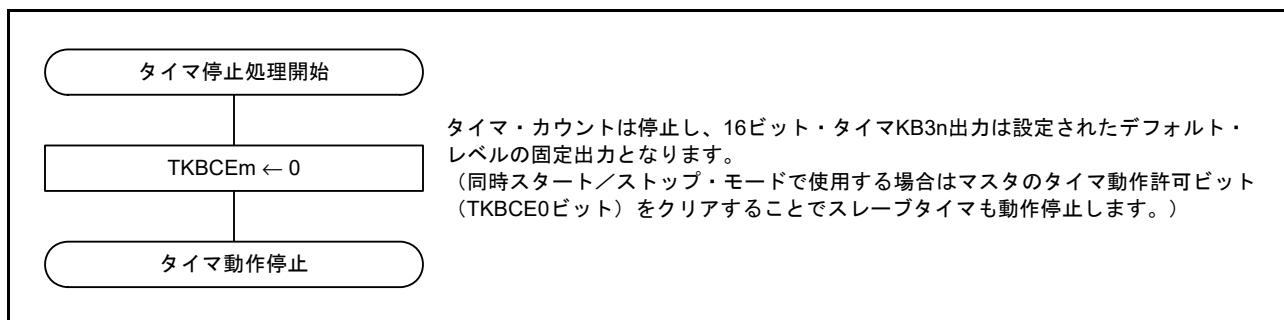 タイマ停止処理開始
TKBCEm ← 0
タイマ動作停止
タイマ・カウントは停止し、16ビット・タイマKB3n出力は設定されたデフォルト・
レベルの固定出力となります。
（同時スタート／ストップ・モードで使用する場合はマスタのタイマ動作許可ビット
（TKBCE0ビット）をクリアすることでスレーブタイマも動作停止します。）